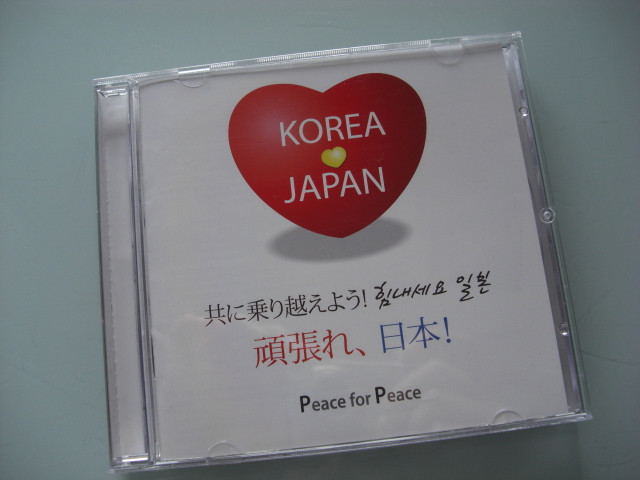 KOREA
JAPAN
共に乗り越えよう! 힘내세요 일본
頑張れ、日本!
Peace for Peace